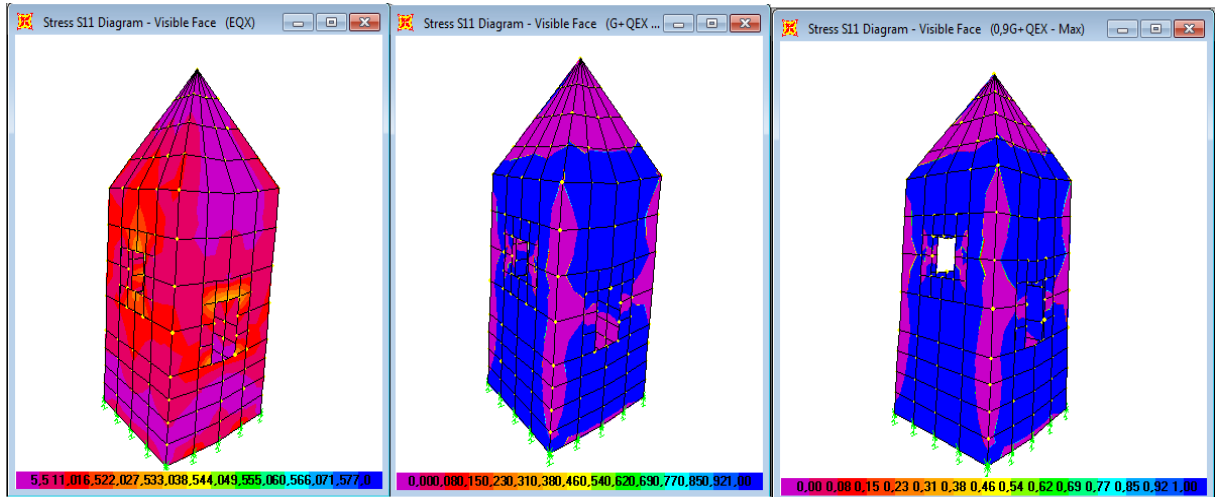 Stress S11 Diagram - Visible Face (EQX)
Stress S11 Diagram - Visible Face (G+QEX ...
Stress S11 Diagram - Visible Face (0,9G+QEX - Max)
5,5 11,016,522,027,533,038,544,049,555,060,566,071,577,0
0,000,080,150,230,310,380,460,540,620,690,770,850,921,00
0,00 0,08 0,15 0,23 0,31 0,38 0,46 0,54 0,62 0,69 0,77 0,85 0,92 1,00